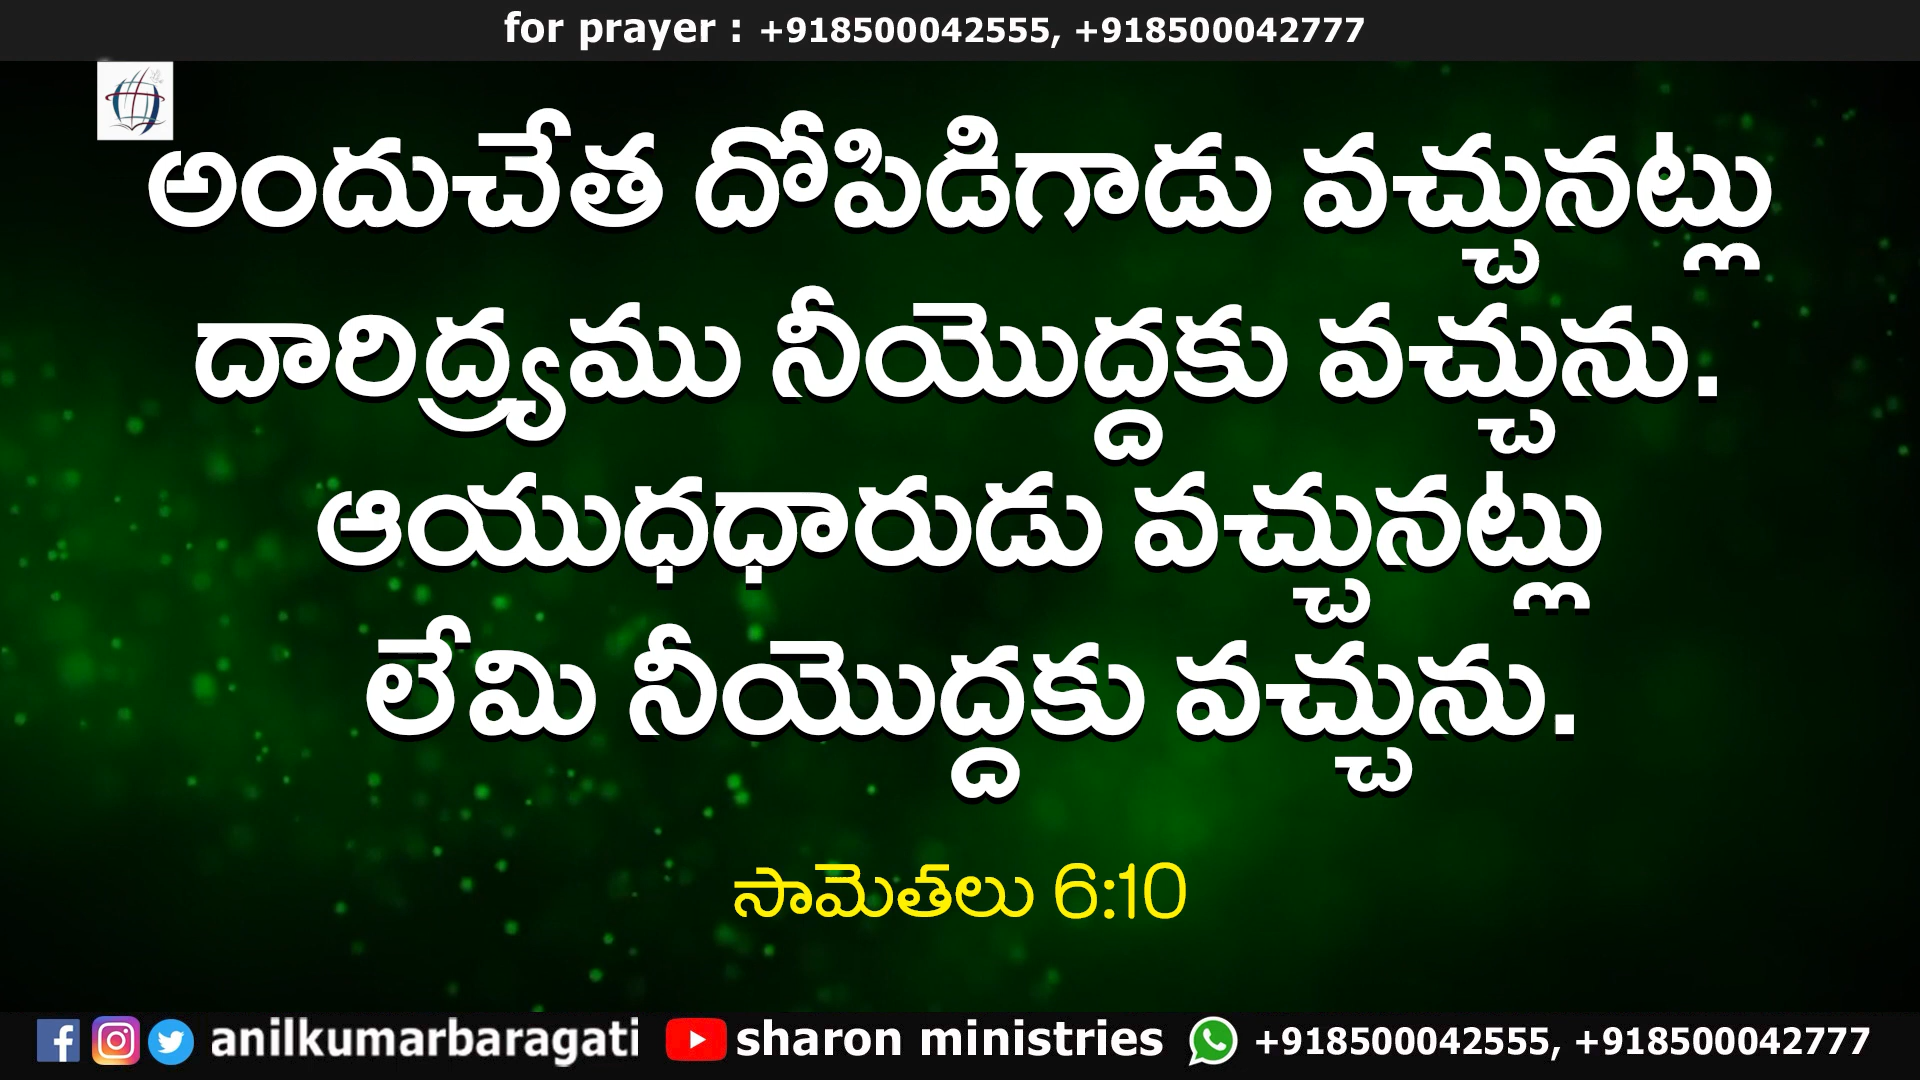 for prayer : +918500042555, +918500042777
అందుచేత దోపిడిగాడు వచ్చునట్లు
దారిద్ర్యము నీయొద్దకు వచ్చును.
ఆయుధధారుడు వచ్చునట్లు
లేమి నీయొద్దకు వచ్చును.
సామెతలు 6:10
anilkumarbaragati sharon ministries +918500042555, +918500042777